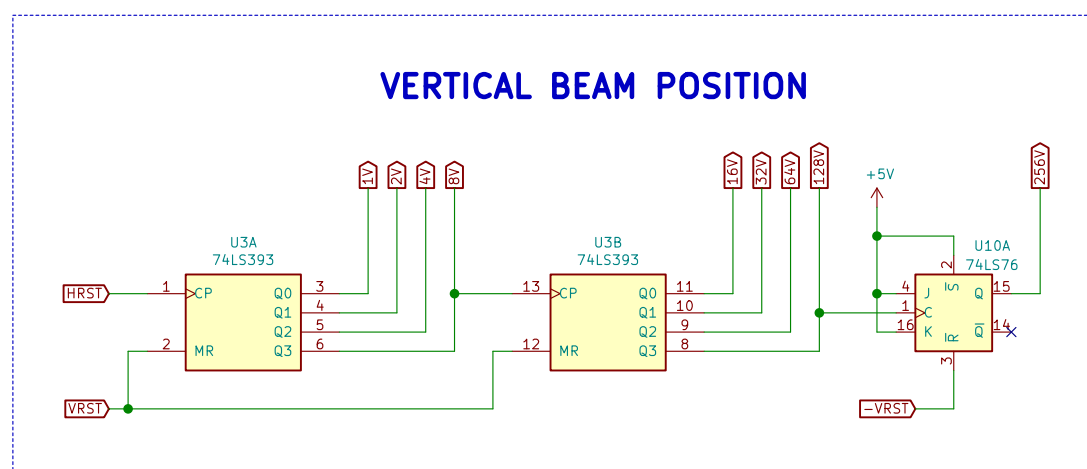 VERTICAL BEAM POSITION
1V 2V 4V 8V 16V 32V 64V 128V 256V
+5V
U3A
74LS393
HRST 1 CP Q0 3
Q1 4
Q2 5
VRST 2 MR Q3 6
U3B
74LS393
13 CP Q0 11
Q1 10
Q2 9
12 MR Q3 8
U10A
74LS76
2 S
4 J Q 15
1 C
16 K Q 14
R 3
-VRST